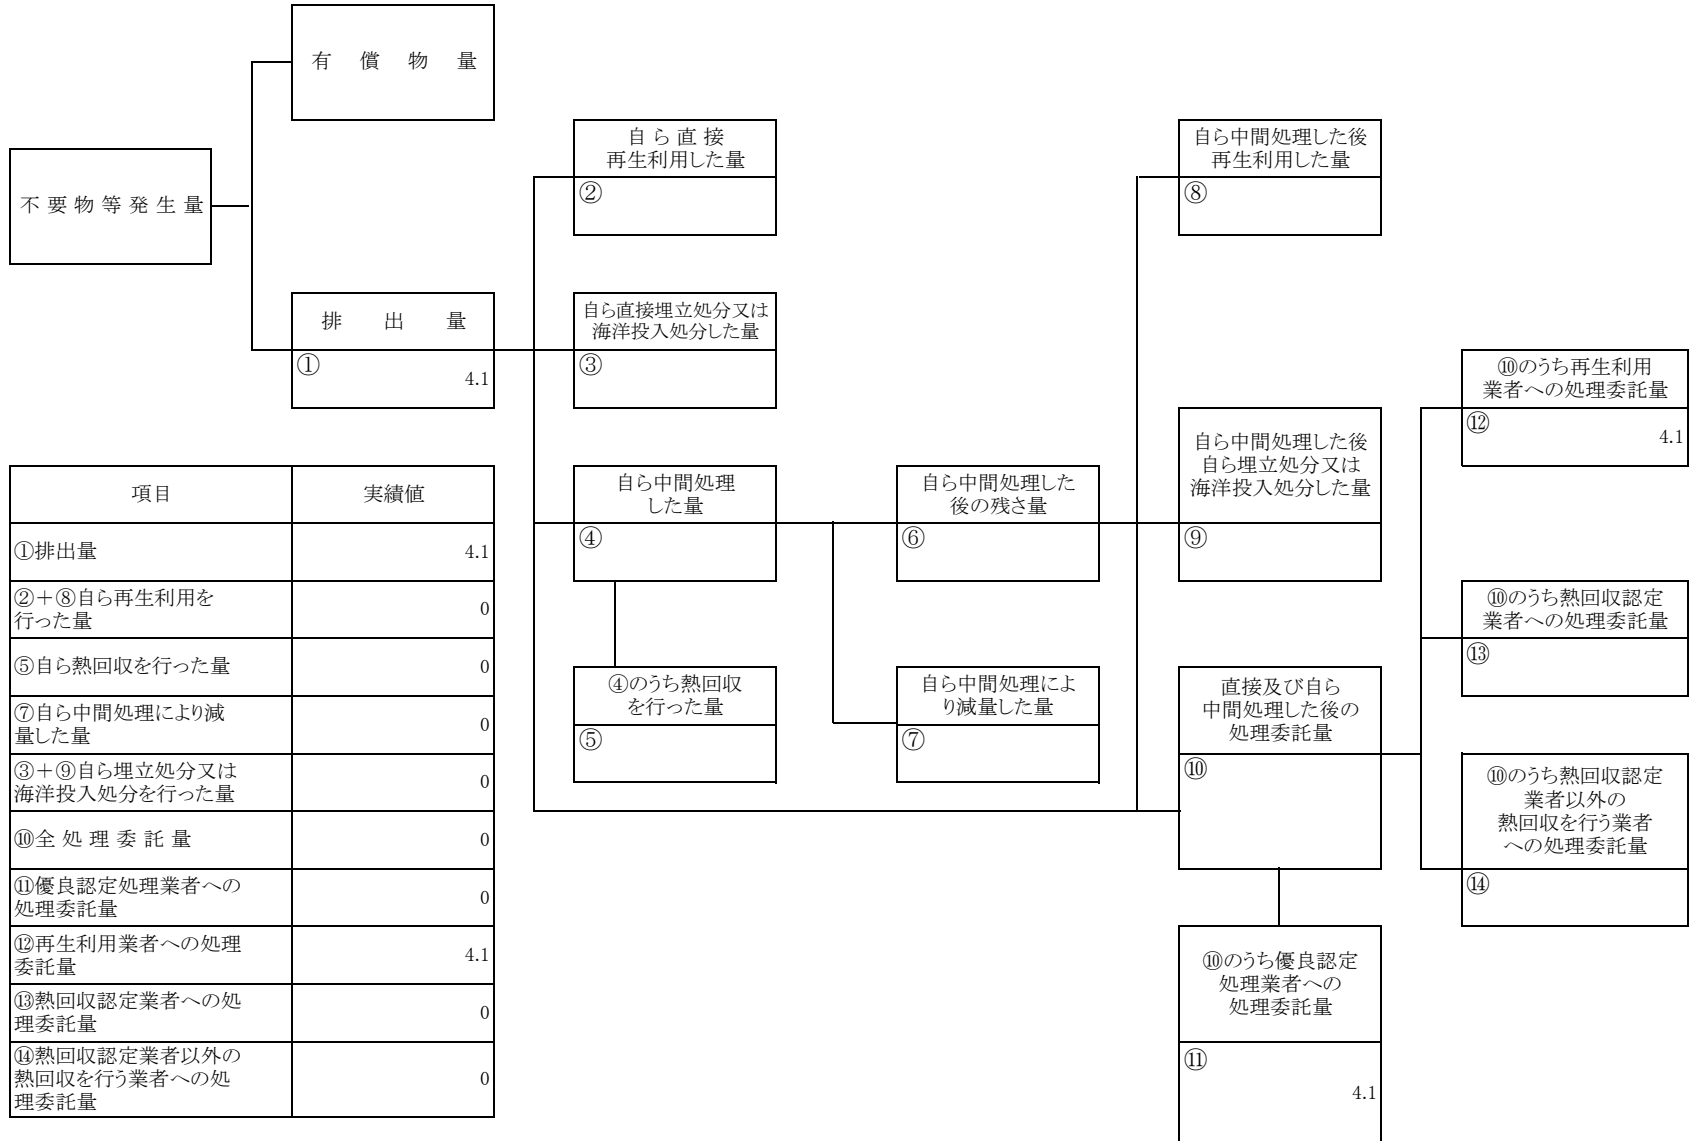 有償物量
不要物等発生量
排出量
①
4.1
自ら直接
再生利用した量
②
自ら直接埋立処分又は
海洋投入処分した量
③
自ら中間処理
した量
④
④のうち熱回収
を行った量
⑤
自ら中間処理した
後の残さ量
⑥
自ら中間処理によ
り減量した量
⑦
自ら中間処理した後
再生利用した量
⑧
自ら中間処理した後
自ら埋立処分又は
海洋投入処分した量
⑨
直接及び自ら
中間処理した後の
処理委託量
⑩
⑩のうち優良認定
処理業者への
処理委託量
⑪
4.1
⑩のうち再生利用
業者への処理委託量
⑫
4.1
⑩のうち熱回収認定
業者への処理委託量
⑬
⑩のうち熱回収認定
業者以外の
熱回収を行う業者
への処理委託量
⑭
項目 実績値
①排出量 4.1
②＋⑧自ら再生利用を
行った量 0
⑤自ら熱回収を行った量 0
⑦自ら中間処理により減
量した量 0
③＋⑨自ら埋立処分又は
海洋投入処分を行った量 0
⑩全処理委託量 0
⑪優良認定処理業者への
処理委託量 0
⑫再生利用業者への処理
委託量 4.1
⑬熱回収認定業者への処
理委託量 0
⑭熱回収認定業者以外の
熱回収を行う業者への処
理委託量 0